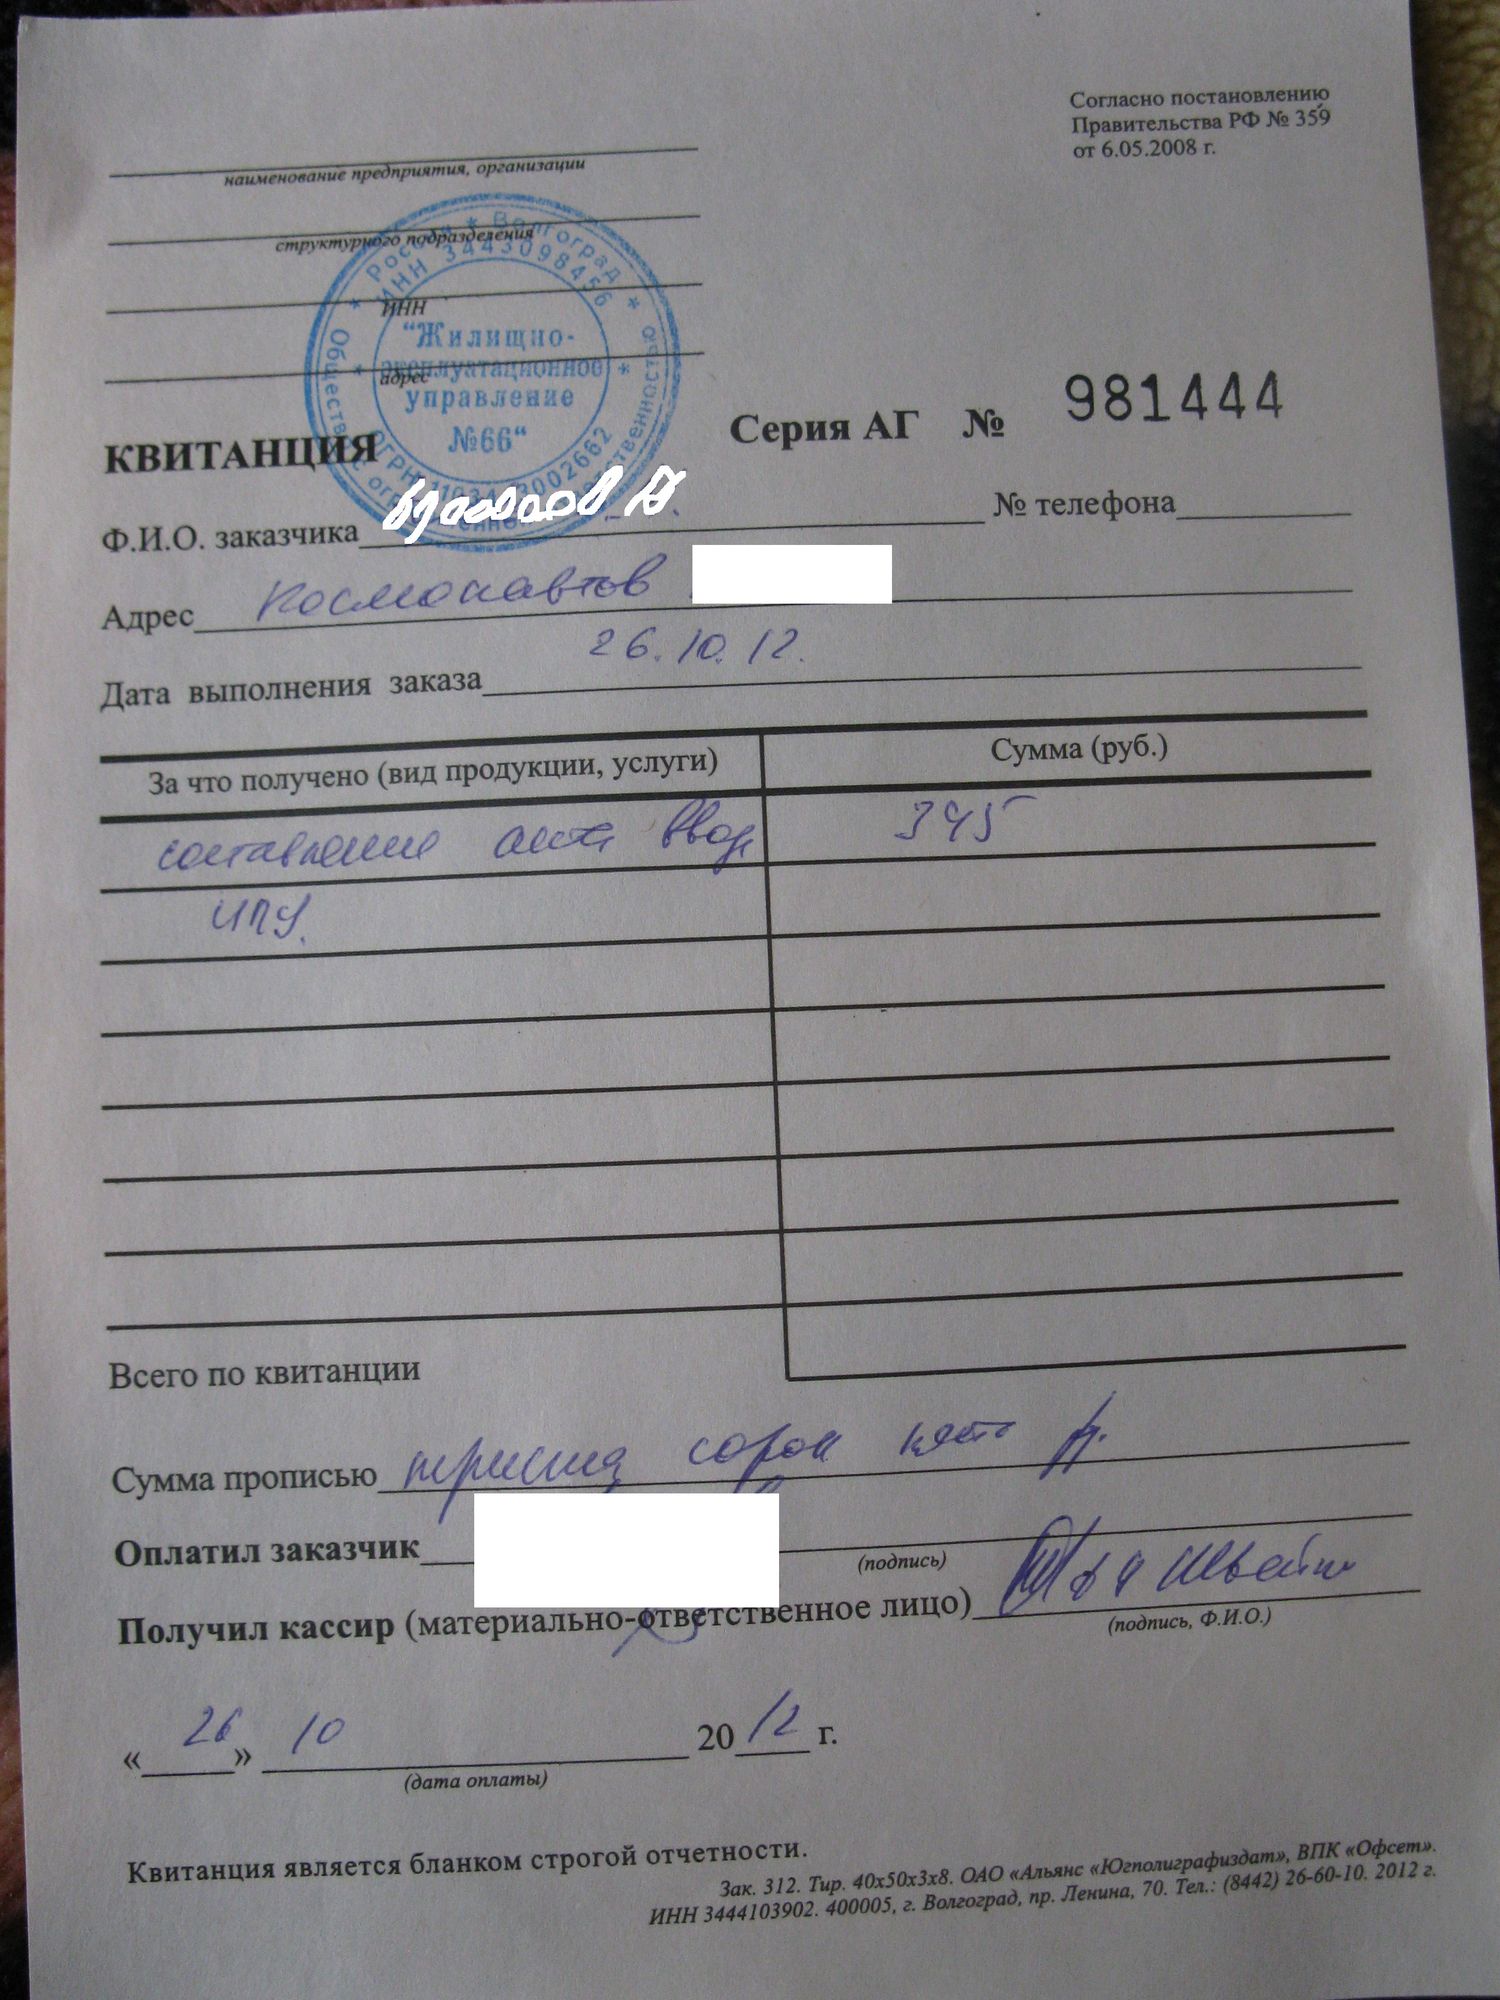 Согласно постановлению
Правительства РФ № 359
от 6.05.2008 г.
наименование предприятия, организации
структурного подразделения
ИНН
адрес
* Россия * Волгоград *
ИНН 3443098456
"Жилищно-
эксплуатационное
управление
№66"
КВИТАНЦИЯ Серия АГ № 981444
Ф.И.О. заказчика № телефона
Адрес Космонавтов
Дата выполнения заказа 26.10.12.
За что получено (вид продукции, услуги) Сумма (руб.)
составление акта ввод 345
ИПУ.
Всего по квитанции
Сумма прописью триста сорок пять р.
Оплатил заказчик
(подпись)
Получил кассир (материально-ответственное лицо)
(подпись, Ф.И.О.)
« 26 » 10 20 12 г.
(дата оплаты)
Квитанция является бланком строгой отчетности.
Зак. 312. Тир. 40х50х3х8. ОАО «Альянс «Югполиграфиздат», ВПК «Офсет».
ИНН 3444103902. 400005, г. Волгоград, пр. Ленина, 70. Тел.: (8442) 26-60-10. 2012 г.